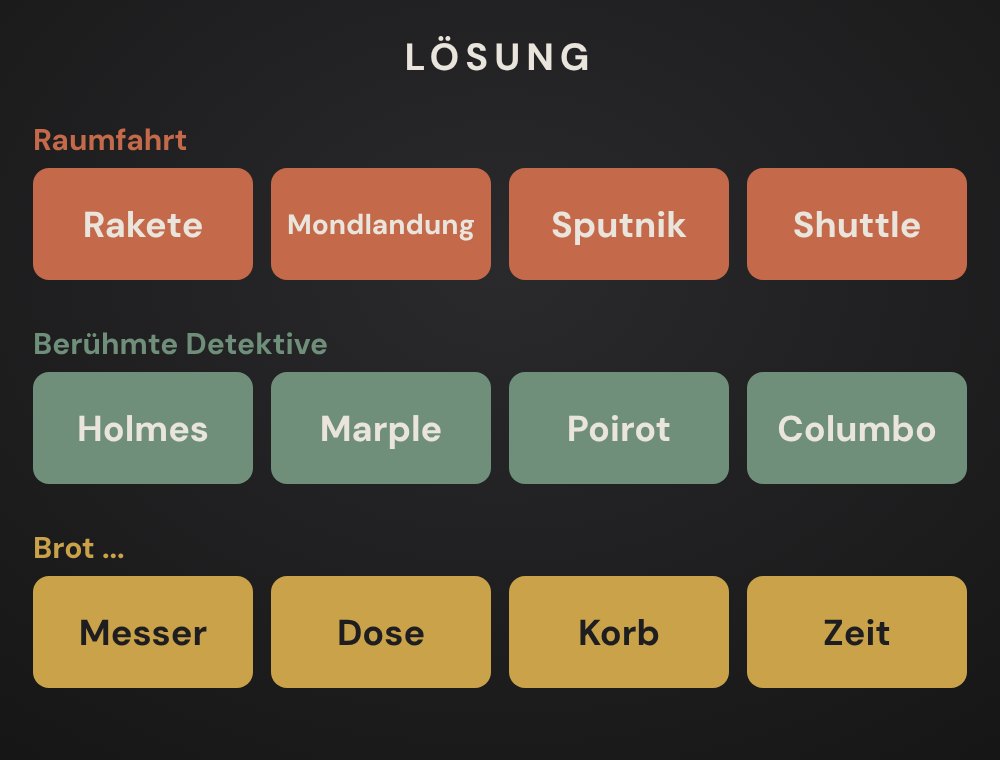 LÖSUNG
Raumfahrt
Rakete Mondlandung Sputnik Shuttle
Berühmte Detektive
Holmes Marple Poirot Columbo
Brot ...
Messer Dose Korb Zeit